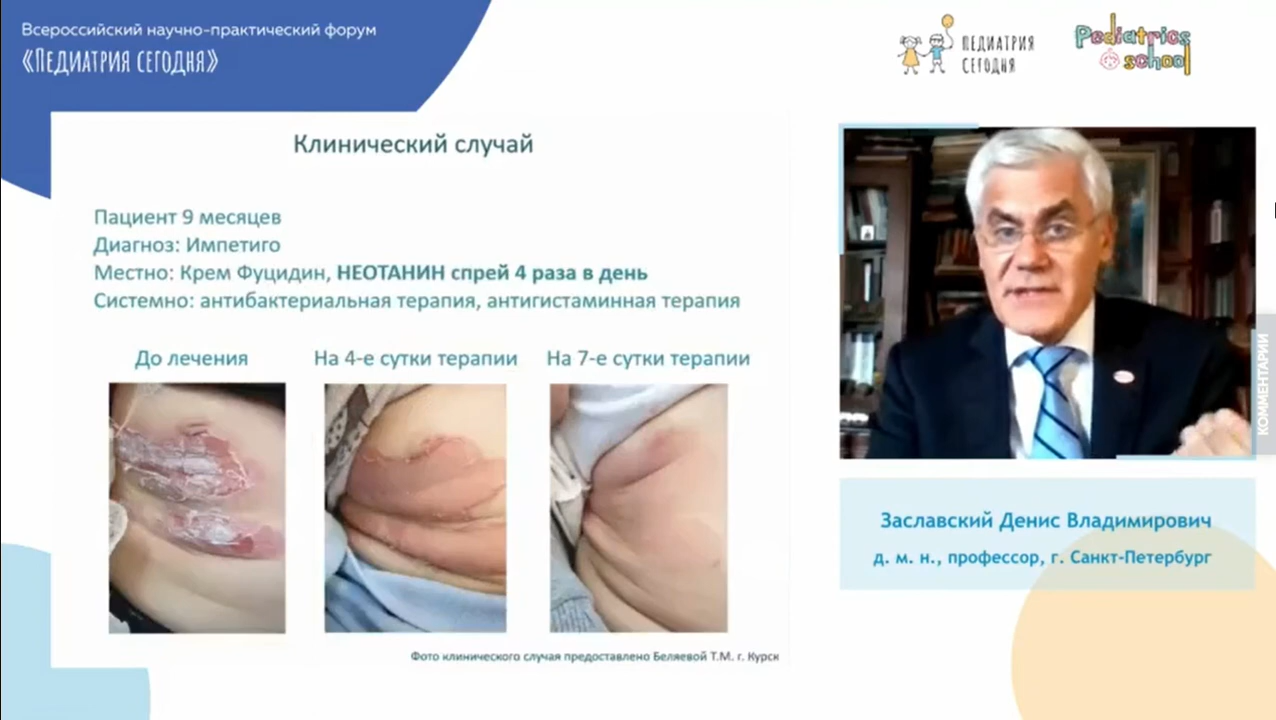 Всероссийский научно-практический форум
«Педиатрия сегодня»
ПЕДИАТРИЯ
СЕГОДНЯ
Pediatrics
school
Клинический случай
Пациент 9 месяцев
Диагноз: Импетиго
Местно: Крем Фуцидин, НЕОТАНИН спрей 4 раза в день
Системно: антибактериальная терапия, антигистаминная терапия
До лечения
На 4-е сутки терапии
На 7-е сутки терапии
Фото клинического случая предоставлено Беляевой Т.М. г. Курск
КОММЕНТАРИИ
Заславский Денис Владимирович
д. м. н., профессор, г. Санкт-Петербург